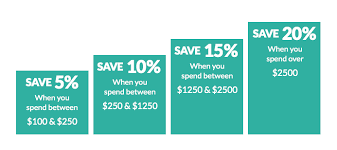 SAVE 5%
When you
spend between
$100 & $250
SAVE 10%
When you
spend between
$250 & $1250
SAVE 15%
When you
spend between
$1250 & $2500
SAVE 20%
When you
spend over
$2500